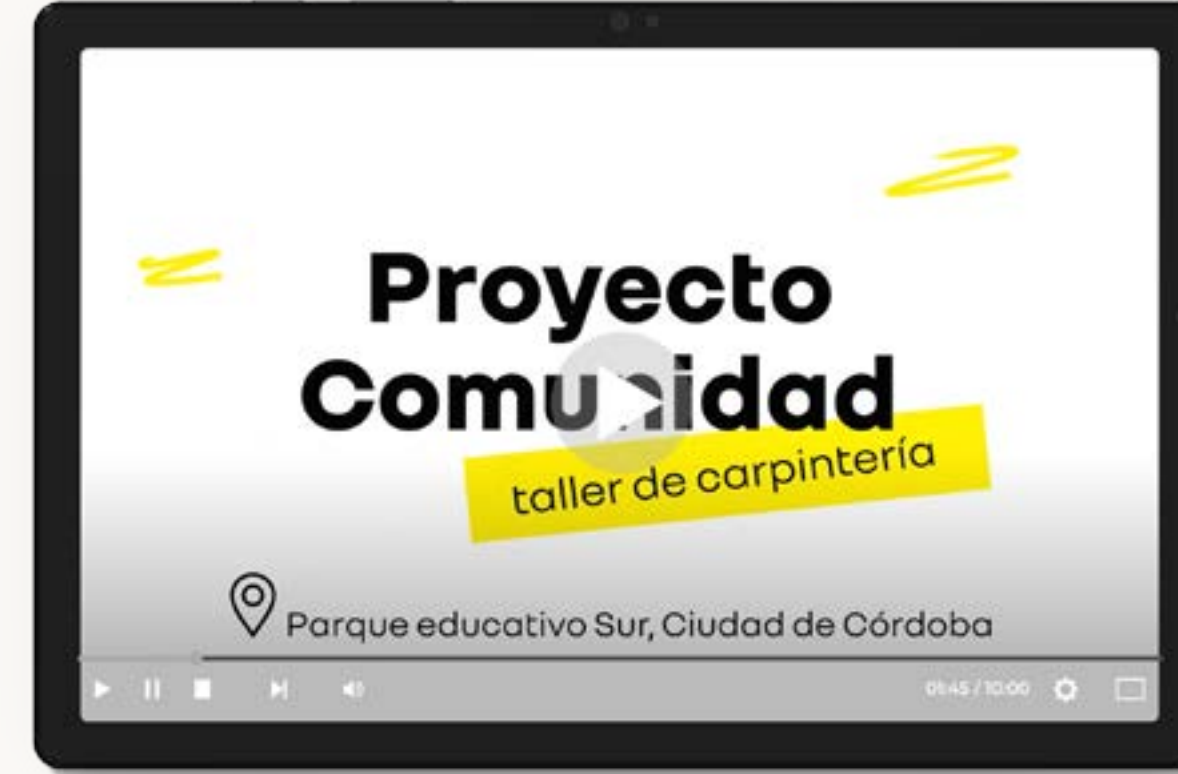 Proyecto
Comunidad
taller de carpintería
Parque educativo Sur, Ciudad de Córdoba
01:45 / 10:00